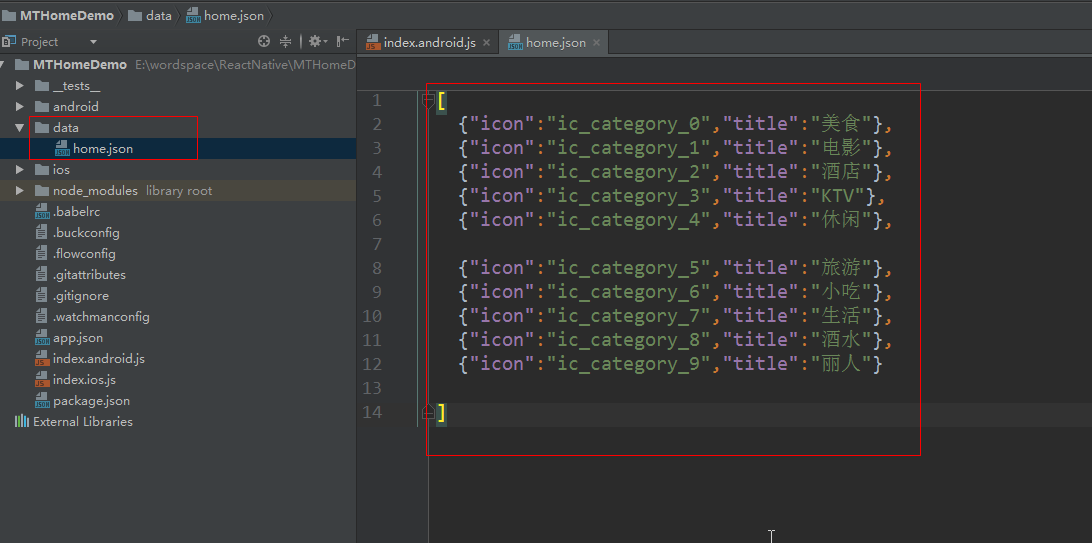 MTHomeDemo data home.json
Project
MTHomeDemo E:\wordspace\ReactNative\MTHomeD
__tests__
android
data
home.json
ios
node_modules library root
.babelrc
.buckconfig
.flowconfig
.gitattributes
.gitignore
.watchmanconfig
app.json
index.android.js
index.ios.js
package.json
External Libraries
index.android.js home.json
1 [
2 {"icon":"ic_category_0","title":"美食"},
3 {"icon":"ic_category_1","title":"电影"},
4 {"icon":"ic_category_2","title":"酒店"},
5 {"icon":"ic_category_3","title":"KTV"},
6 {"icon":"ic_category_4","title":"休闲"},
7
8 {"icon":"ic_category_5","title":"旅游"},
9 {"icon":"ic_category_6","title":"小吃"},
10 {"icon":"ic_category_7","title":"生活"},
11 {"icon":"ic_category_8","title":"酒水"},
12 {"icon":"ic_category_9","title":"丽人"}
13
14 ]